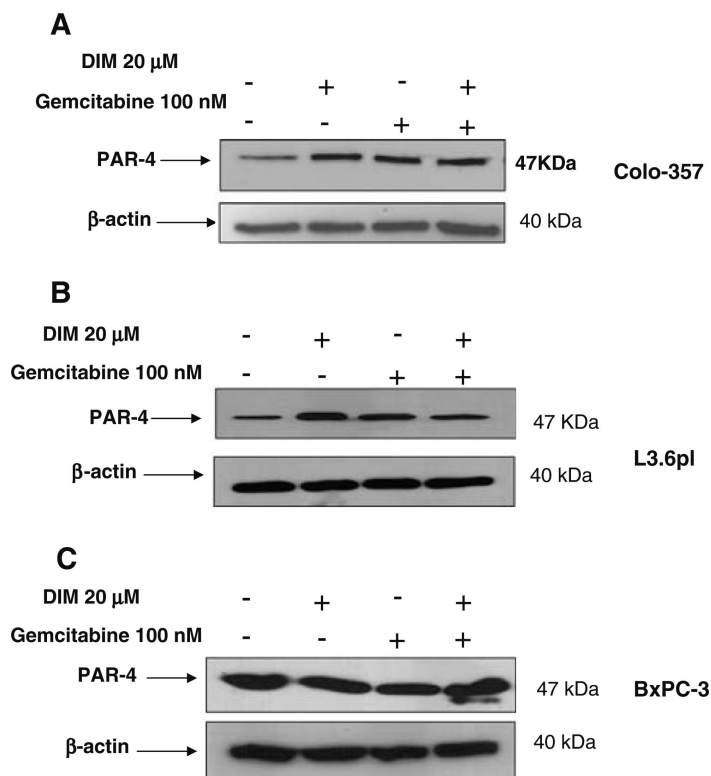 A
DIM 20 µM - + - +
Gemcitabine 100 nM - - + +
PAR-4 47KDa Colo-357
β-actin 40 kDa
B
DIM 20 µM - + - +
Gemcitabine 100 nM - - + +
PAR-4 47 KDa
β-actin 40 kDa L3.6pl
C
DIM 20 µM - + - +
Gemcitabine 100 nM - - + +
PAR-4 47 kDa BxPC-3
β-actin 40 kDa